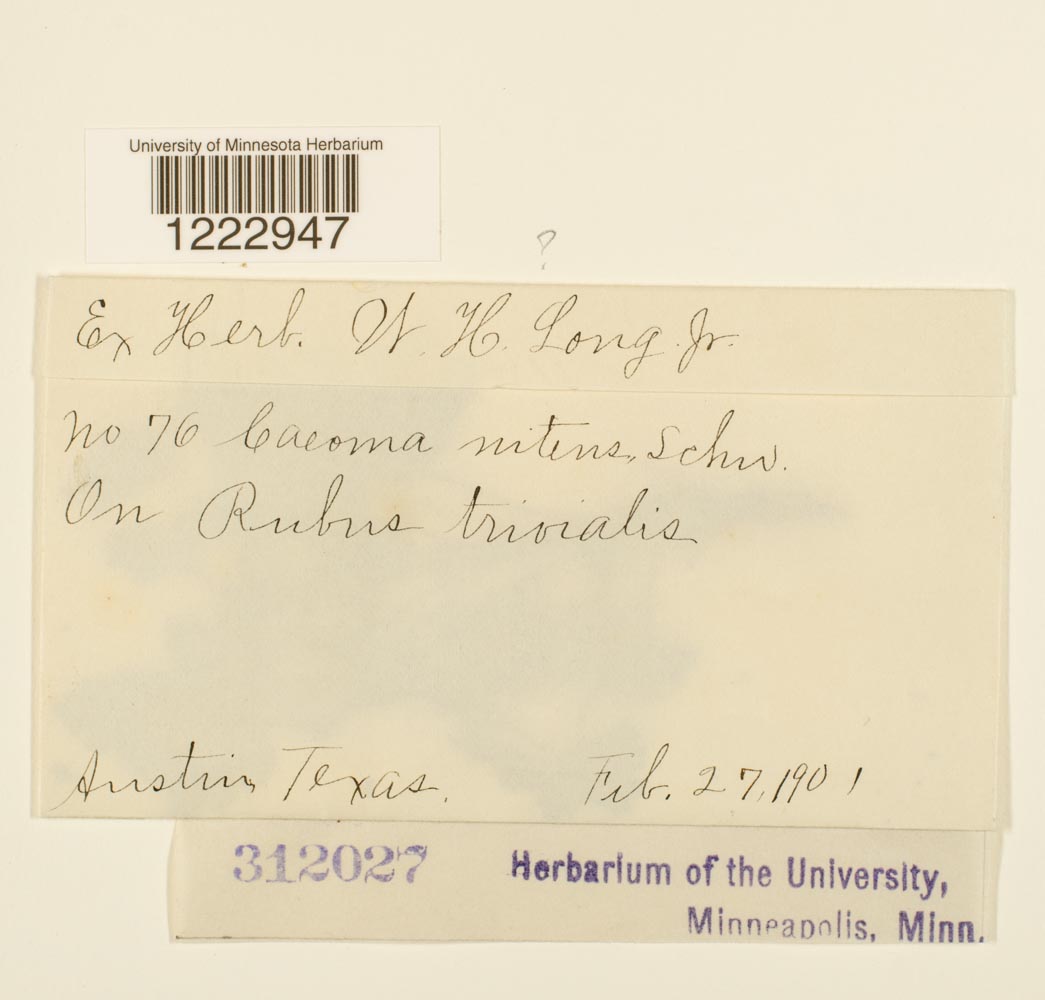 University of Minnesota Herbarium
1222947
?
Ex Herb. W. H. Long. Jr.
No 76 Caeoma nitens, Schw.
On Rubus trivialis
Austin, Texas. Feb. 27, 1901
312027 Herbarium of the University,
Minneapolis, Minn.